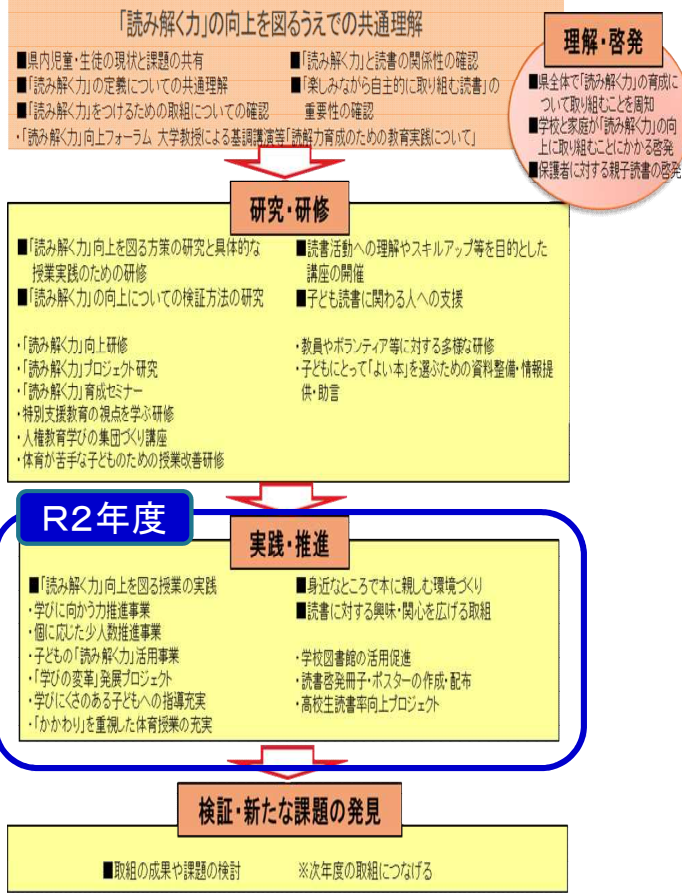 「読み解く力」の向上を図るうえでの共通理解
■県内児童・生徒の現状と課題の共有
■「読み解く力」の定義についての共通理解
■「読み解く力」をつけるための取組についての確認
■「読み解く力」と読書の関係性の確認
■「楽しみながら自主的に取り組む読書」の
重要性の確認
・「読み解く力」向上フォーラム 大学教授による基調講演等「読解力育成のための教育実践について」
理解・啓発
■県全体で「読み解く力」の育成に
ついて取り組むことを周知
■学校と家庭が「読み解く力」の向
上に取り組むことにかかる啓発
■保護者に対する親子読書の啓発
研究・研修
■「読み解く力」向上を図る方策の研究と具体的な
授業実践のための研修
■「読み解く力」の向上についての検証方法の研究
・「読み解く力」向上研修
・「読み解く力」プロジェクト研究
・「読み解く力」育成セミナー
・特別支援教育の視点を学ぶ研修
・人権教育学びの集団づくり講座
・体育が苦手な子どものための授業改善研修
■読書活動への理解やスキルアップ等を目的とした
講座の開催
■子ども読書に関わる人への支援
・教員やボランティア等に対する多様な研修
・子どもにとって「よい本」を選ぶための資料整備・情報提
供・助言
R2年度
実践・推進
■「読み解く力」向上を図る授業の実践
・学びに向かう力推進事業
・個に応じた少人数推進事業
・子どもの「読み解く力」活用事業
・「学びの変革」発展プロジェクト
・学びにくさのある子どもへの指導充実
・「かかわり」を重視した体育授業の充実
■身近なところで本に親しむ環境づくり
■読書に対する興味・関心を広げる取組
・学校図書館の活用促進
・読書啓発冊子・ポスターの作成・配布
・高校生読書率向上プロジェクト
検証・新たな課題の発見
■取組の成果や課題の検討
※次年度の取組につなげる